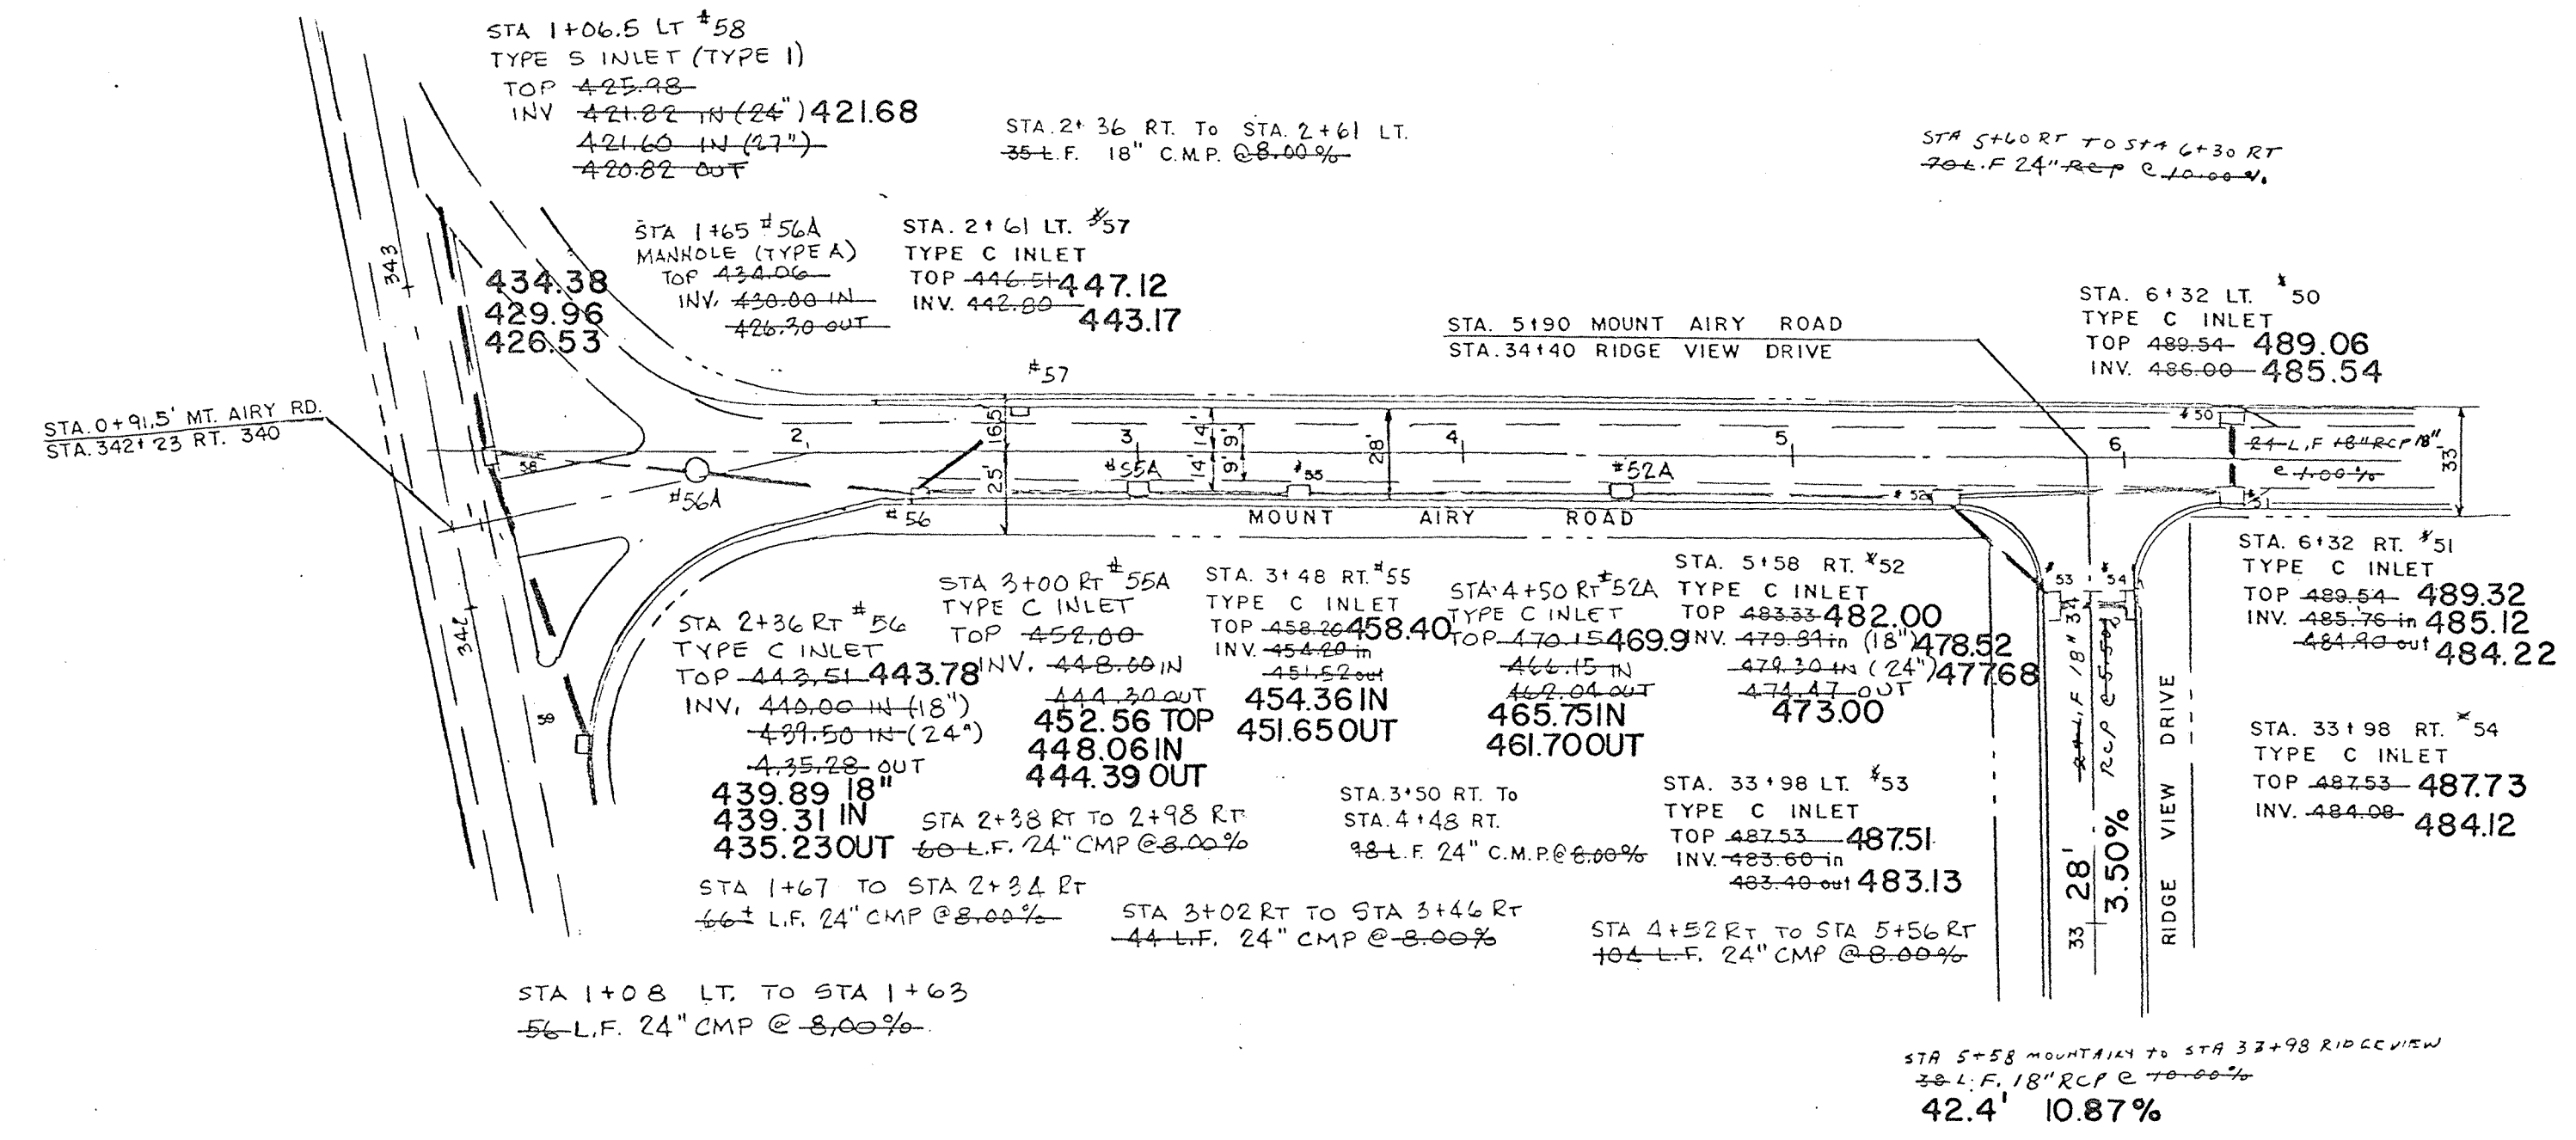 STA 1+06.5 LT #58
TYPE S INLET (TYPE 1)
TOP 425.98
INV 421.82 IN (24") 421.68
421.60 IN (27")
420.82 OUT
STA. 2+36 RT. TO STA. 2+61 LT.
35 L.F. 18" C.M.P. @ 8.00%
STA 5+60 RT TO STA 6+30 RT
70 L.F 24" RCP @ 10.00%
STA 1+65 #56A
MANHOLE (TYPE A)
TOP 434.06
INV. 430.00 IN
426.70 OUT
434.38
429.96
426.53
STA. 2+61 LT. #57
TYPE C INLET
TOP 446.51 447.12
INV. 442.80
443.17
STA. 5+90 MOUNT AIRY ROAD
STA. 34+40 RIDGE VIEW DRIVE
STA. 6+32 LT. #50
TYPE C INLET
TOP 489.54 489.06
INV. 486.00 485.54
343
#57
STA. 0+91.5' MT. AIRY RD.
STA. 342+23 RT. 340
2
3
4
5
6
16.5
25'
14'
14'
9'
9'
28'
33'
58
#56A
#56
#55A
#55
#52A
#52
#50
#51
24 L.F 18" RCP 18"
@ 1.00%
MOUNT AIRY ROAD
#53
#54
342
59
STA 2+36 RT #56
TYPE C INLET
TOP 443.51 443.78
INV. 440.00 IN (18")
439.50 IN (24")
435.28 OUT
439.89 18"
439.31 IN
435.23 OUT
STA 3+00 RT #55A
TYPE C INLET
TOP 452.00
INV. 448.00 IN
444.30 OUT
452.56 TOP
448.06 IN
444.39 OUT
STA. 3+48 RT. #55
TYPE C INLET
TOP 458.20 458.40
INV. 454.20 in
451.52 out
454.36 IN
451.65 OUT
STA. 4+50 RT #52A
TYPE C INLET
TOP 470.15 469.9
466.15 IN
462.04 OUT
465.75 IN
461.70 OUT
STA. 5+58 RT. #52
TYPE C INLET
TOP 483.33 482.00
INV. 479.81 in (18") 478.52
479.30 IN (24") 477.68
474.47 OUT
473.00
STA. 6+32 RT. #51
TYPE C INLET
TOP 489.54 489.32
INV. 485.76 in 485.12
484.90 out 484.22
STA. 33+98 RT. #54
TYPE C INLET
TOP 487.53 487.73
INV. 484.08 484.12
STA. 33+98 LT. #53
TYPE C INLET
TOP 487.53 487.51
INV. 483.60 in
483.40 out 483.13
34
24 L.F 18"
RCP @ 5.50%
28'
3.50%
33
RIDGE VIEW DRIVE
STA 2+38 RT TO 2+98 RT
60 L.F. 24" CMP @ 8.00%
STA. 3+50 RT. TO
STA. 4+48 RT.
98 L.F. 24" C.M.P. @ 8.00%
STA 1+67 TO STA 2+34 RT
66± L.F. 24" CMP @ 8.00%
STA 3+02 RT TO STA 3+46 RT
44 L.F. 24" CMP @ 8.00%
STA 4+52 RT TO STA 5+56 RT
104 L.F. 24" CMP @ 8.00%
STA 1+08 LT. TO STA 1+63
56 L.F. 24" CMP @ 8.00%
STA 5+58 MOUNTAIRY TO STA 33+98 RIDGEVIEW
38 L.F. 18" RCP @ 10.00%
42.4' 10.87%